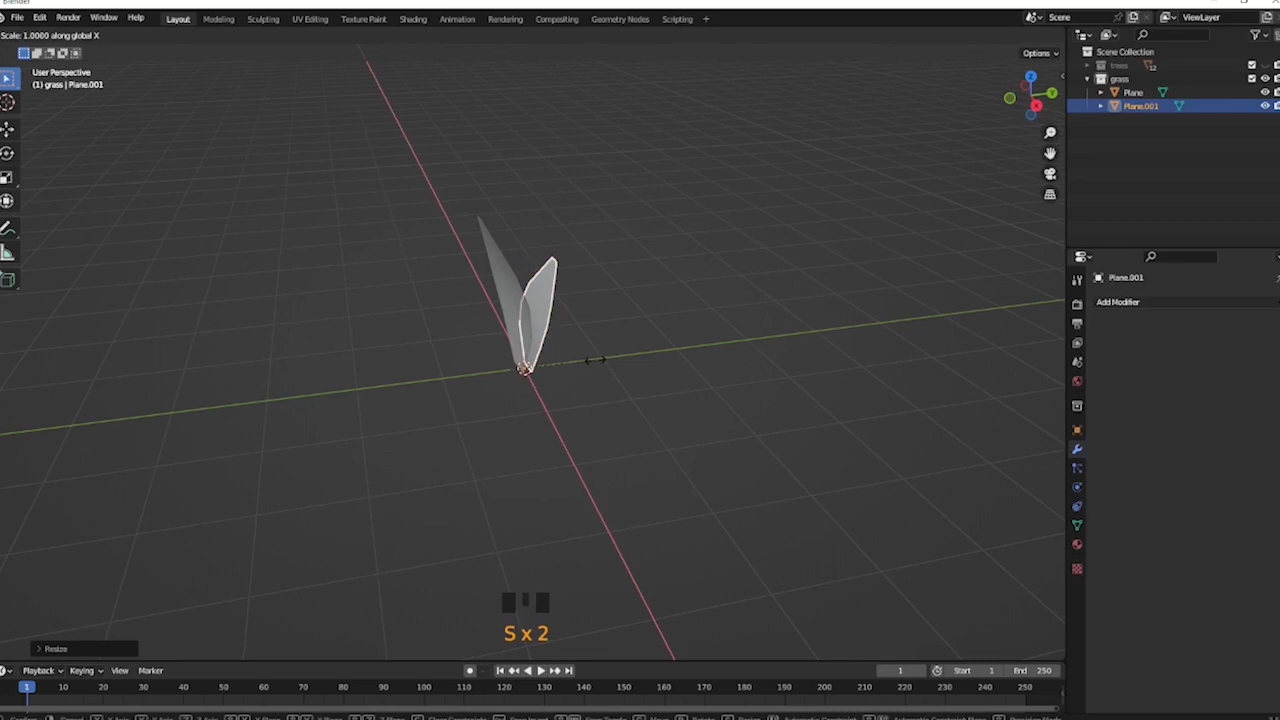 Blender
File Edit Render Window Help Layout Modeling Sculpting UV Editing Texture Paint Shading Animation Rendering Compositing Geometry Nodes Scripting + Scene ViewLayer
Scale: 1.0000 along global X
Options
User Perspective
(1) grass | Plane.001
Scene Collection
trees 12
grass
Plane
Plane.001
Z
Y
X
Plane.001
Add Modifier
S x 2
Resize
Playback Keying View Marker 1 Start 1 End 250
1 10 20 30 40 50 60 70 80 90 100 110 120 130 140 150 160 170 180 190 200 210 220 230 240 250